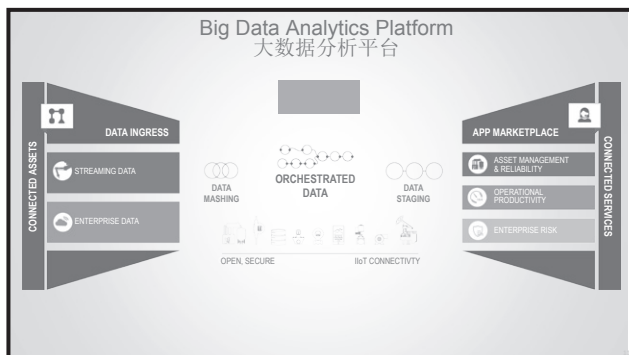 Big Data Analytics Platform
大数据分析平台
CONNECTED ASSETS
DATA INGRESS
STREAMING DATA
ENTERPRISE DATA
DATA
MASHING
ORCHESTRATED
DATA
DATA
STAGING
OPEN, SECURE
IIoT CONNECTIVTY
APP MARKETPLACE
ASSET MANAGEMENT
& RELIABILITY
OPERATIONAL
PRODUCTIVITY
ENTERPRISE RISK
CONNECTED SERVICES